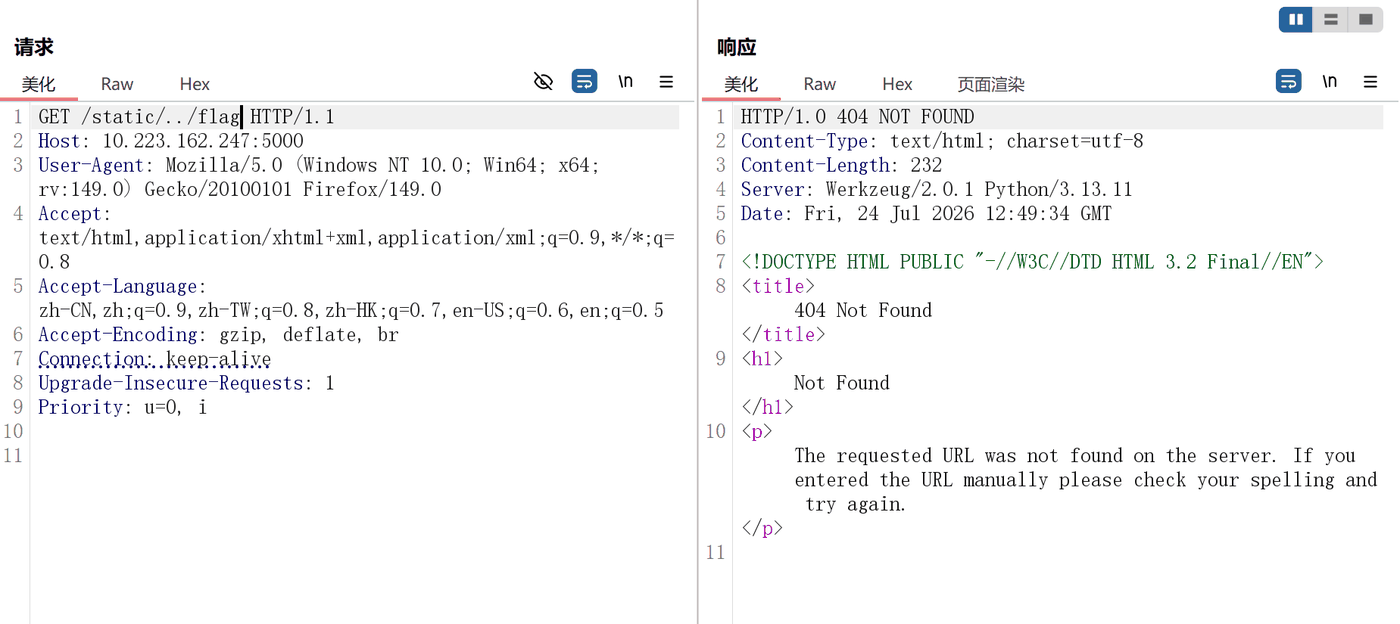 请求
美化 Raw Hex \n
1 GET /static/../flag HTTP/1.1
2 Host: 10.223.162.247:5000
3 User-Agent: Mozilla/5.0 (Windows NT 10.0; Win64; x64;
rv:149.0) Gecko/20100101 Firefox/149.0
4 Accept:
text/html,application/xhtml+xml,application/xml;q=0.9,*/*;q=
0.8
5 Accept-Language:
zh-CN,zh;q=0.9,zh-TW;q=0.8,zh-HK;q=0.7,en-US;q=0.6,en;q=0.5
6 Accept-Encoding: gzip, deflate, br
7 Connection: keep-alive
8 Upgrade-Insecure-Requests: 1
9 Priority: u=0, i
10
11
响应
美化 Raw Hex 页面渲染 \n
1 HTTP/1.0 404 NOT FOUND
2 Content-Type: text/html; charset=utf-8
3 Content-Length: 232
4 Server: Werkzeug/2.0.1 Python/3.13.11
5 Date: Fri, 24 Jul 2026 12:49:34 GMT
6
7 <!DOCTYPE HTML PUBLIC "-//W3C//DTD HTML 3.2 Final//EN">
8 <title>
404 Not Found
</title>
9 <h1>
Not Found
</h1>
10 <p>
The requested URL was not found on the server. If you
entered the URL manually please check your spelling and
try again.
</p>
11